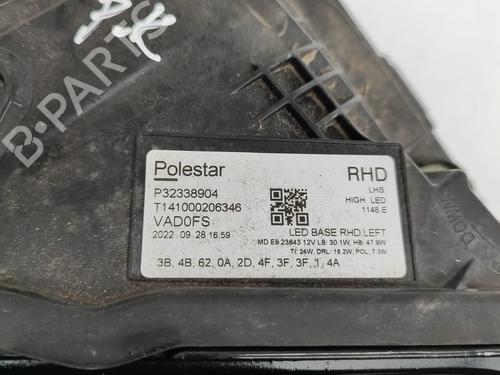 Polestar
RHD
P32338904
LHS
T141000206346
HIGH LED
VAD0FS
1148.E
2022.09.28 16:59
LED BASE RHD LEFT
MD E9 23843 12V LB: 30.1W, HB: 47.9W
TI: 24W, DRL: 18.2W, POL: 7.3W
3B, 4B, 62, 0A, 2D, 4F, 3F, 3F, 1, 4A
B-PARTS